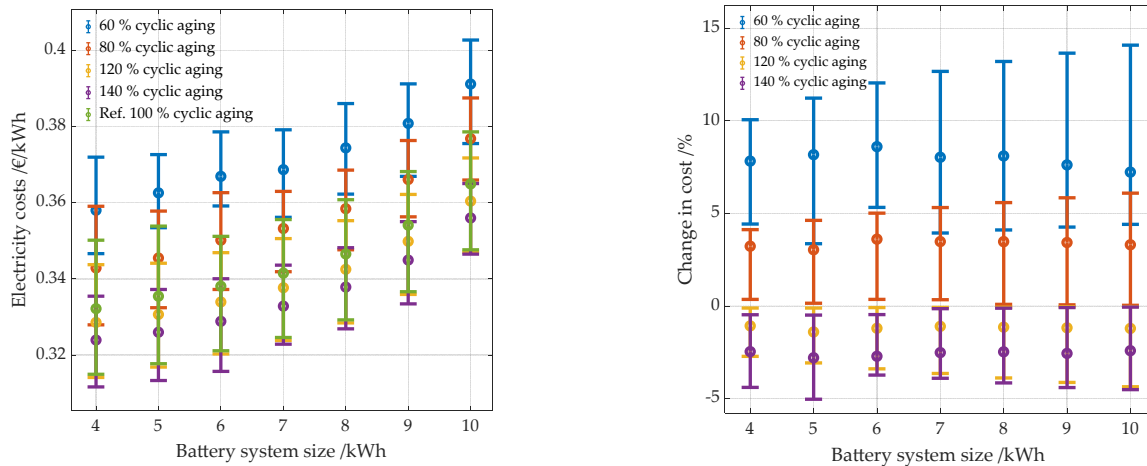 60 % cyclic aging
80 % cyclic aging
120 % cyclic aging
140 % cyclic aging
Ref. 100 % cyclic aging
Electricity costs /€/kWh
0.4
0.38
0.36
0.34
0.32
4 5 6 7 8 9 10
Battery system size /kWh
60 % cyclic aging
80 % cyclic aging
120 % cyclic aging
140 % cyclic aging
Change in cost /%
15
10
5
0
-5
4 5 6 7 8 9 10
Battery system size /kWh